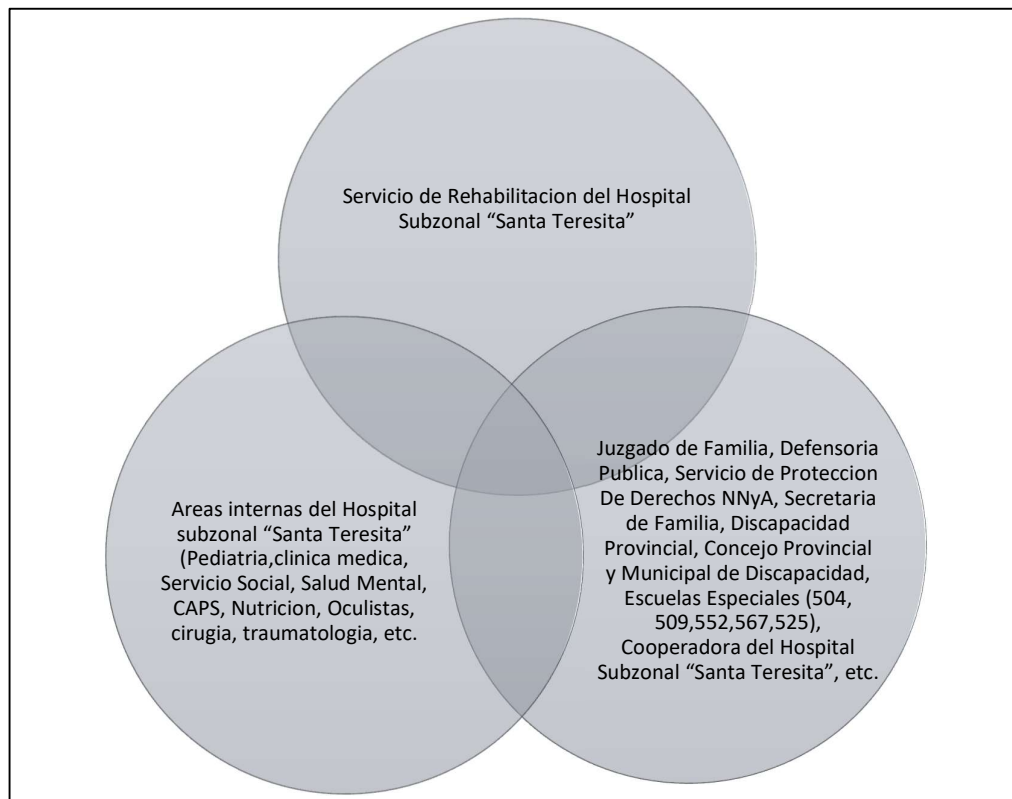 Servicio de Rehabilitacion del Hospital
Subzonal “Santa Teresita”
Areas internas del Hospital
subzonal “Santa Teresita”
(Pediatria,clinica medica,
Servicio Social, Salud Mental,
CAPS, Nutricion, Oculistas,
cirugia, traumatologia, etc.
Juzgado de Familia, Defensoria
Publica, Servicio de Proteccion
De Derechos NNyA, Secretaria
de Familia, Discapacidad
Provincial, Concejo Provincial
y Municipal de Discapacidad,
Escuelas Especiales (504,
509,552,567,525),
Cooperadora del Hospital
Subzonal “Santa Teresita”, etc.